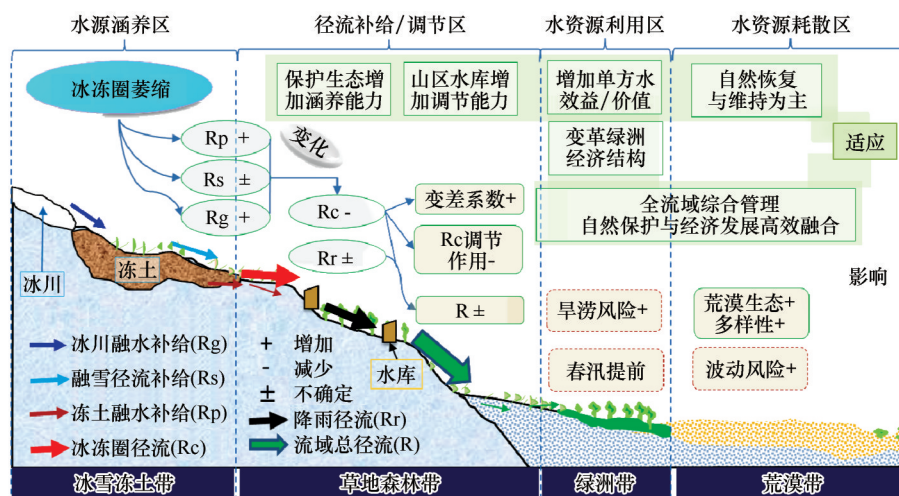 水源涵养区
径流补给/调节区
水资源利用区
水资源耗散区
冰冻圈萎缩
保护生态增
加涵养能力
山区水库增
加调节能力
增加单方水
效益/价值
自然恢复
与维持为主
变革绿洲
经济结构
适应
变化
Rp +
Rs ±
Rg +
Rc -
Rr ±
变差系数+
Rc调节
作用-
R ±
全流域综合管理
自然保护与经济发展高效融合
影响
旱涝风险+
春汛提前
荒漠生态+
多样性+
波动风险+
冰川
冻土
水库
冰川融水补给(Rg)
融雪径流补给(Rs)
冻土融水补给(Rp)
冰冻圈径流(Rc)
+ 增加
- 减少
± 不确定
降雨径流(Rr)
流域总径流(R)
冰雪冻土带
草地森林带
绿洲带
荒漠带